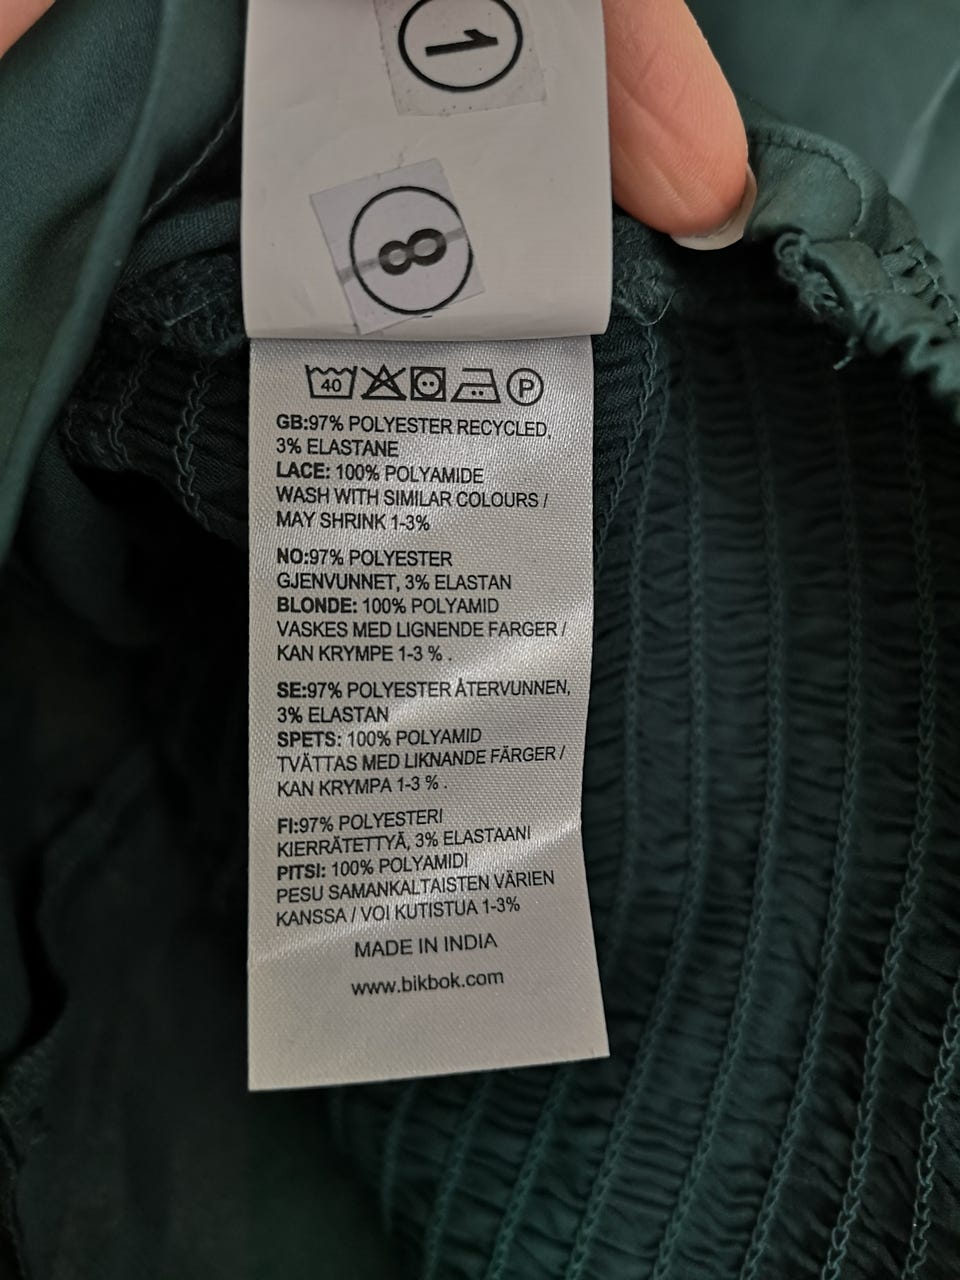 1
8
40 P
GB:97% POLYESTER RECYCLED,
3% ELASTANE
LACE: 100% POLYAMIDE
WASH WITH SIMILAR COLOURS /
MAY SHRINK 1-3%
NO:97% POLYESTER
GJENVUNNET, 3% ELASTAN
BLONDE: 100% POLYAMID
VASKES MED LIGNENDE FARGER /
KAN KRYMPE 1-3 % .
SE:97% POLYESTER ÅTERVUNNEN,
3% ELASTAN
SPETS: 100% POLYAMID
TVÄTTAS MED LIKNANDE FÄRGER /
KAN KRYMPA 1-3 % .
FI:97% POLYESTERI
KIERRÄTETTYÄ, 3% ELASTAANI
PITSI: 100% POLYAMIDI
PESU SAMANKALTAISTEN VÄRIEN
KANSSA / VOI KUTISTUA 1-3%
MADE IN INDIA
www.bikbok.com